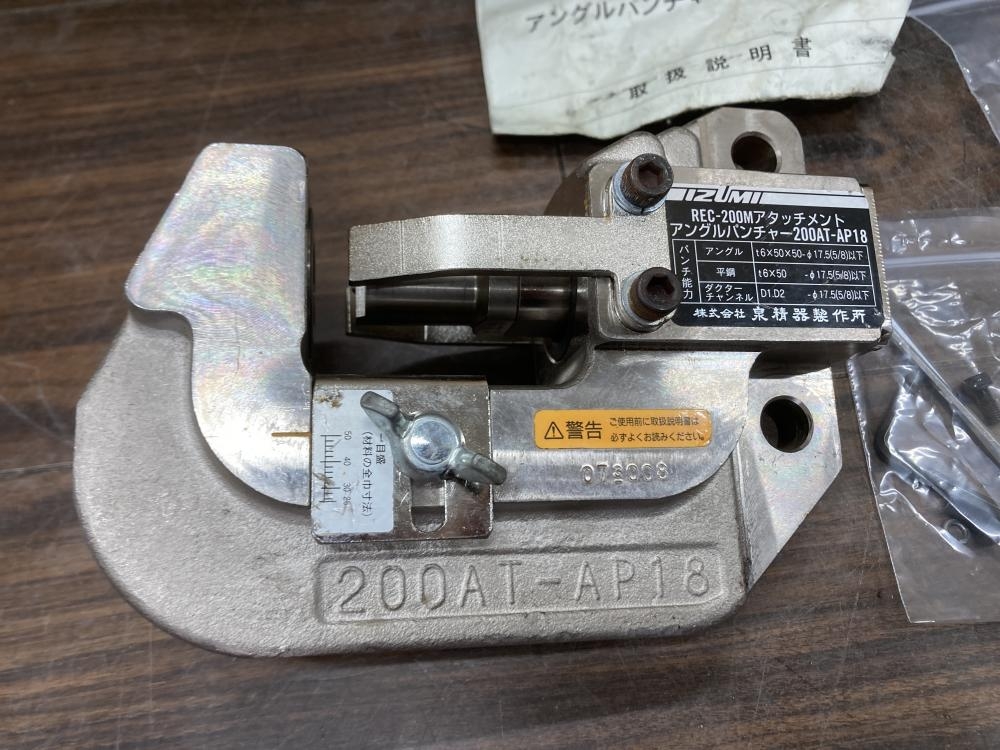 アングルパンチャー
取扱説明書
IZUMI
REC-200Mアタッチメント
アングルパンチャー200AT-AP18
パンチ能力
アングル t6×50×50-φ17.5(5/8)以下
平鋼 t6×50 -φ17.5(5/8)以下
ダクターチャンネル D1.D2 -φ17.5(5/8)以下
株式会社 泉精器製作所
警告 ご使用前に取扱説明書は
必ずよくお読みください。
目盛
(材料の全巾寸法)
50 40 30
200AT-AP18